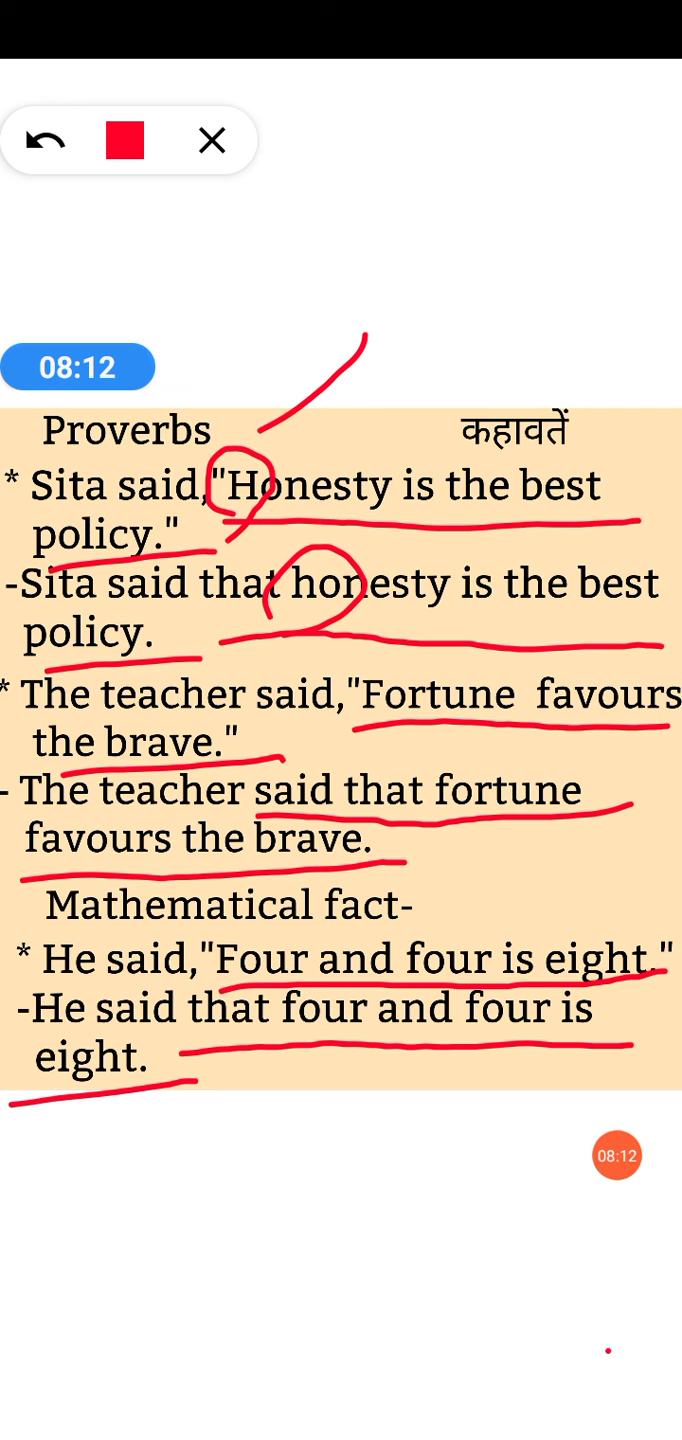 08:12
Proverbs कहावतें
* Sita said,"Honesty is the best
policy."
-Sita said that honesty is the best
policy.
* The teacher said,"Fortune favours
the brave."
- The teacher said that fortune
favours the brave.
Mathematical fact-
* He said,"Four and four is eight."
-He said that four and four is
eight.
08:12